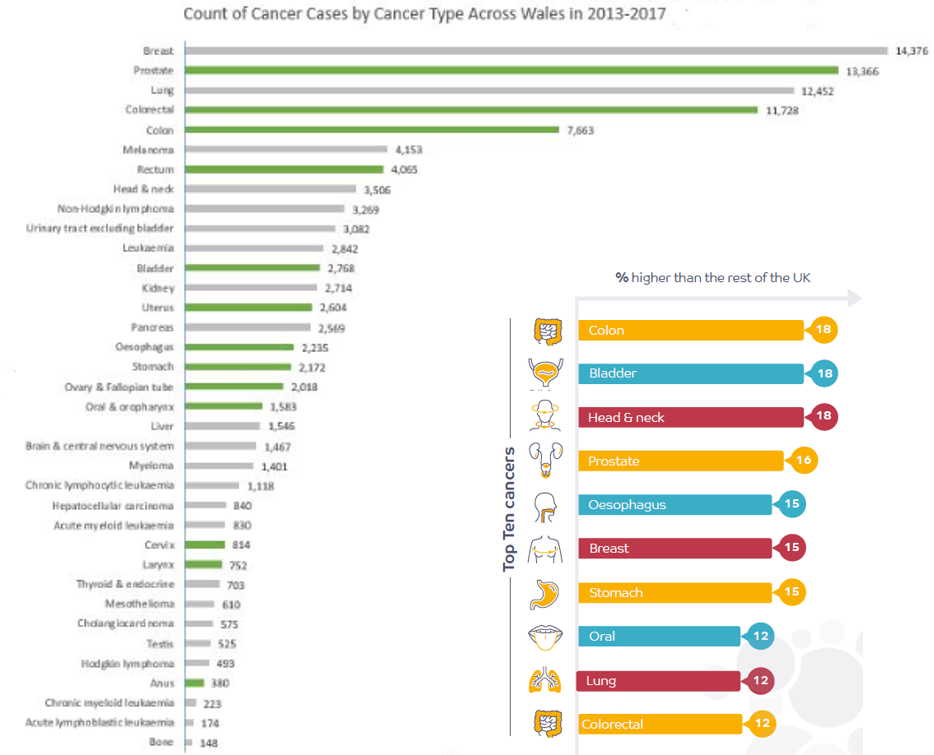 Count of Cancer Cases by Cancer Type Across Wales in 2013-2017
Breast 14,376
Prostate 13,366
Lung 12,452
Colorectal 11,728
Colon 7,663
Melanoma 4,153
Rectum 4,065
Head & neck 3,506
Non-Hodgkin lymphoma 3,269
Urinary tract excluding bladder 3,082
Leukaemia 2,842
Bladder 2,768
Kidney 2,714
Uterus 2,604
Pancreas 2,569
Oesophagus 2,235
Stomach 2,172
Ovary & Fallopian tube 2,018
Oral & oropharynx 1,583
Liver 1,546
Brain & central nervous system 1,467
Myeloma 1,401
Chronic lymphocytic leukaemia 1,118
Hepatocellular carcinoma 840
Acute myeloid leukaemia 830
Cervix 814
Larynx 752
Thyroid & endocrine 703
Mesothelioma 610
Cholangiocarcinoma 575
Testis 525
Hodgkin lymphoma 493
Anus 380
Chronic myeloid leukaemia 223
Acute lymphoblastic leukaemia 174
Bone 148
% higher than the rest of the UK
Top Ten cancers
Colon 18
Bladder 18
Head & neck 18
Prostate 16
Oesophagus 15
Breast 15
Stomach 15
Oral 12
Lung 12
Colorectal 12